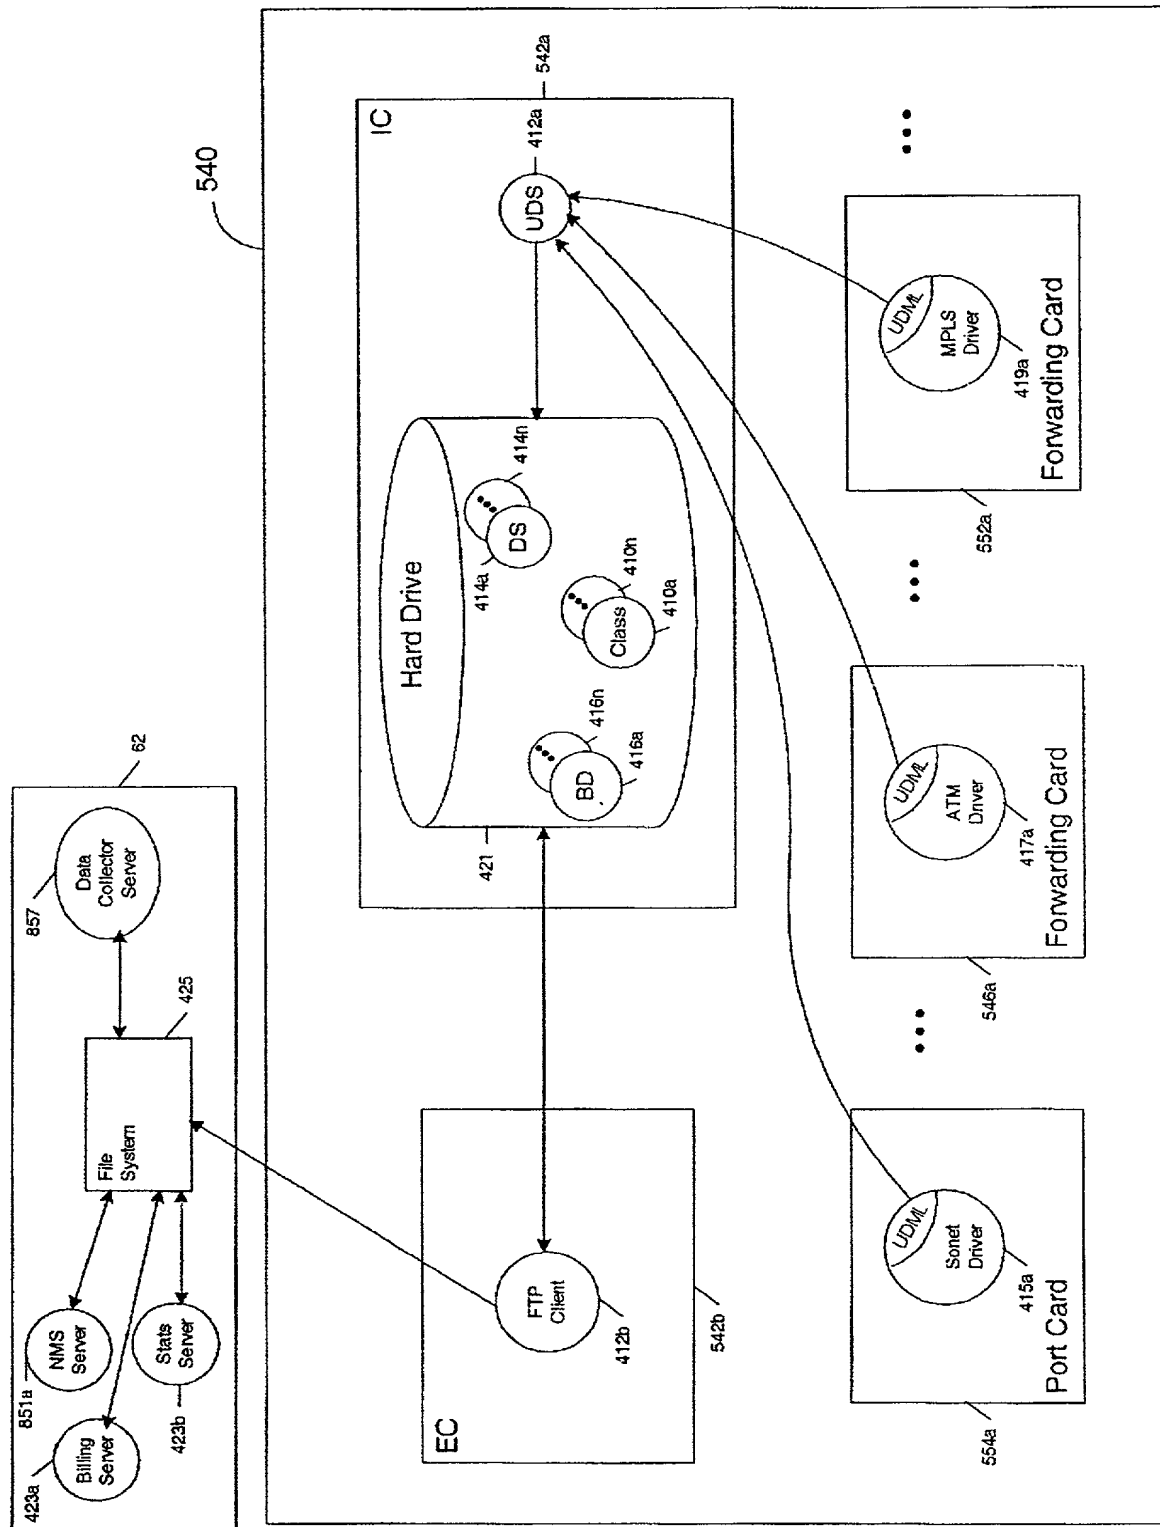 62
857
Data
Collector
Server
425
File
System
851a
NMS
Server
423a
Billing
Server
Stats
Server
423b
540
542a
IC
412a
UDS
Hard Drive
414n
DS
414a
410n
Class
410a
416n
BD
416a
421
EC
FTP
Client
412b
542b
UDML
Sonet
Driver
415a
Port Card
554a
UDML
ATM
Driver
417a
Forwarding Card
546a
UDML
MPLS
Driver
419a
Forwarding Card
552a